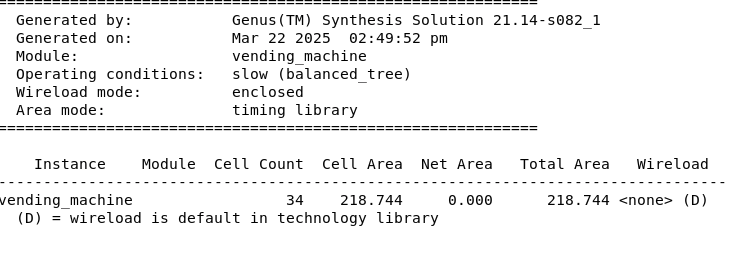 ============================================================
Generated by: Genus(TM) Synthesis Solution 21.14-s082_1
Generated on: Mar 22 2025 02:49:52 pm
Module: vending_machine
Operating conditions: slow (balanced_tree)
Wireload mode: enclosed
Area mode: timing library
============================================================
Instance Module Cell Count Cell Area Net Area Total Area Wireload
---------------------------------------------------------------------------------
vending_machine 34 218.744 0.000 218.744 <none> (D)
(D) = wireload is default in technology library